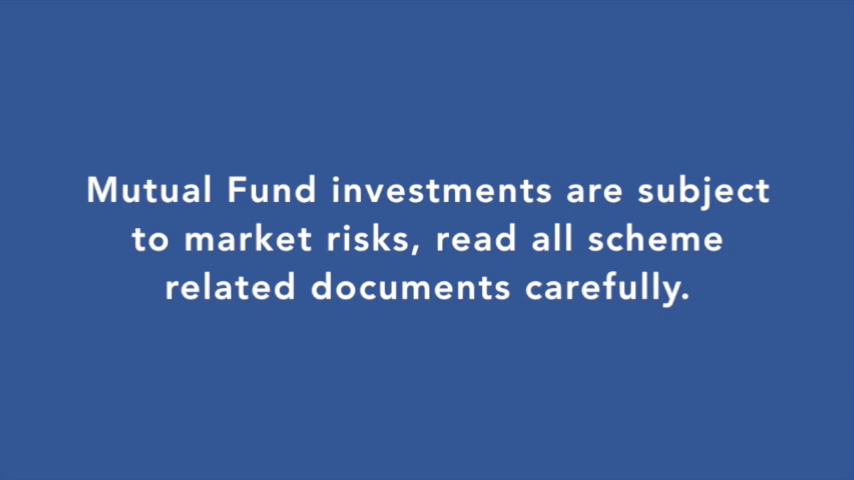 Mutual Fund investments are subject
to market risks, read all scheme
related documents carefully.